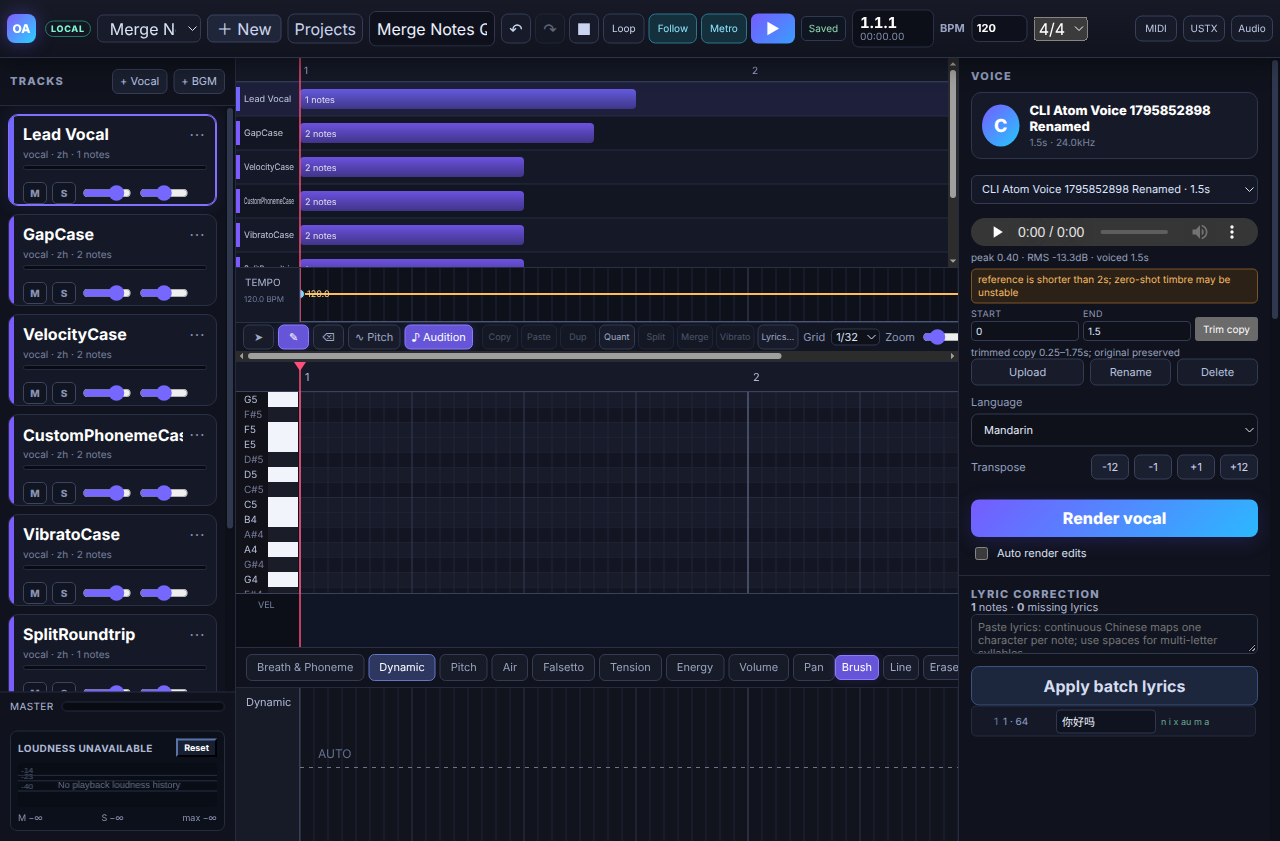 OA LOCAL Merge N + New Projects Merge Notes Q Loop Follow Metro Saved 1.1.1 BPM 120 4/4 MIDI USTX Audio
00:00.00
TRACKS + Vocal + BGM
Lead Vocal
vocal · zh · 1 notes
M S
GapCase
vocal · zh · 2 notes
M S
VelocityCase
vocal · zh · 2 notes
M S
CustomPhonemeCas
vocal · zh · 2 notes
M S
VibratoCase
vocal · zh · 2 notes
M S
SplitRoundtrip
vocal · zh · 1 notes
MASTER
LOUDNESS UNAVAILABLE Reset
-14
-23
-40
No playback loudness history
M −∞ S −∞ max −∞
1 2
Lead Vocal 1 notes
GapCase 2 notes
VelocityCase 2 notes
CustomPhonemeCase 2 notes
VibratoCase 2 notes
TEMPO
120.0 BPM
120.0
Pitch Audition Copy Paste Dup Quant Split Merge Vibrato Lyrics... Grid 1/32 Zoom
1 2
G5
F#5
F5
E5
D#5
D5
C#5
C5
B4
A#4
A4
G#4
G4
VEL
Breath & Phoneme Dynamic Pitch Air Falsetto Tension Energy Volume Pan Brush Line Erase
Dynamic
AUTO
VOICE
C
CLI Atom Voice 1795852898
Renamed
1.5s · 24.0kHz
CLI Atom Voice 1795852898 Renamed · 1.5s
0:00 / 0:00
peak 0.40 · RMS -13.3dB · voiced 1.5s
reference is shorter than 2s; zero-shot timbre may be
unstable
START END
0 1.5 Trim copy
trimmed copy 0.25–1.75s; original preserved
Upload Rename Delete
Language
Mandarin
Transpose -12 -1 +1 +12
Render vocal
Auto render edits
LYRIC CORRECTION
1 notes · 0 missing lyrics
Paste lyrics: continuous Chinese maps one
character per note; use spaces for multi-letter
1 1 · 64 你好吗 n i x au m a